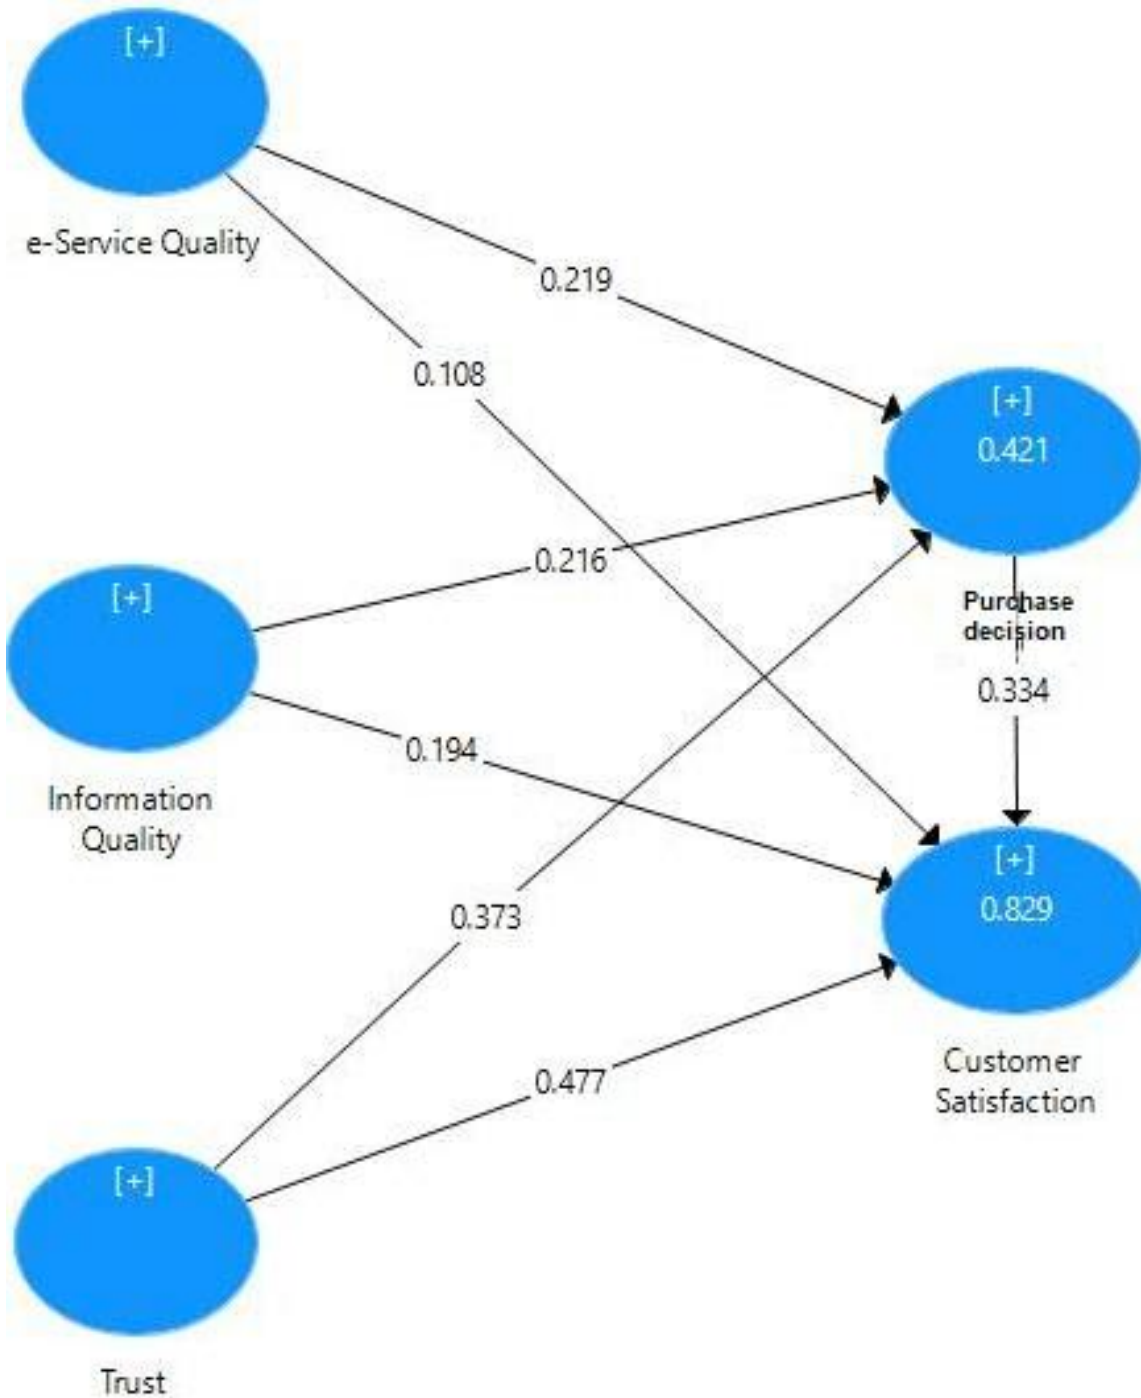 [+]
e-Service Quality
0.219
0.108
[+]
0.421
0.216
[+]
Purchase
decision
0.334
0.194
Information
Quality
[+]
0.829
0.373
Customer
Satisfaction
0.477
[+]
Trust